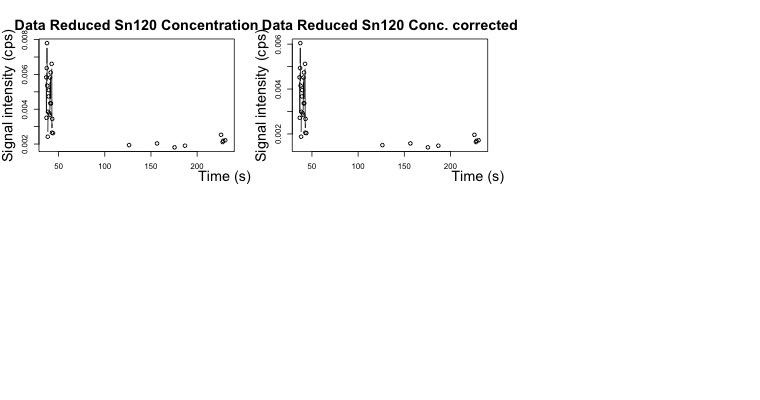 Data Reduced Sn120 Concentration
Signal intensity (cps)
0.002
0.004
0.006
0.008
50
100
150
200
Time (s)
Data Reduced Sn120 Conc. corrected
Signal intensity (cps)
0.002
0.004
0.006
50
100
150
200
Time (s)